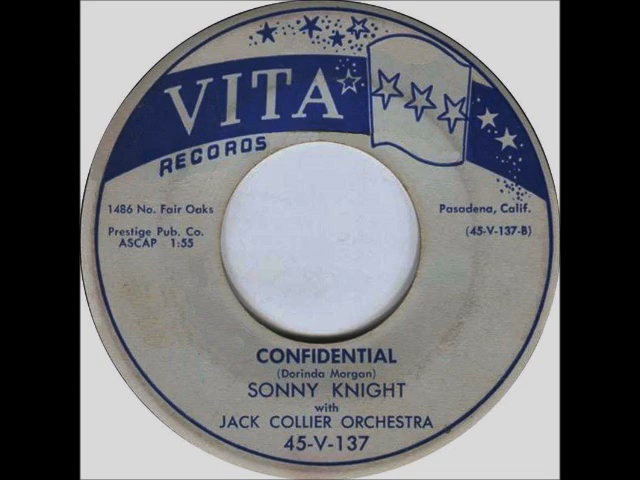 VITA
RECORDS
1486 No. Fair Oaks
Pasadena, Calif.
Prestige Pub. Co.
(45-V-137-B)
ASCAP 1:55
CONFIDENTIAL
(Dorinda Morgan)
SONNY KNIGHT
with
JACK COLLIER ORCHESTRA
45-V-137